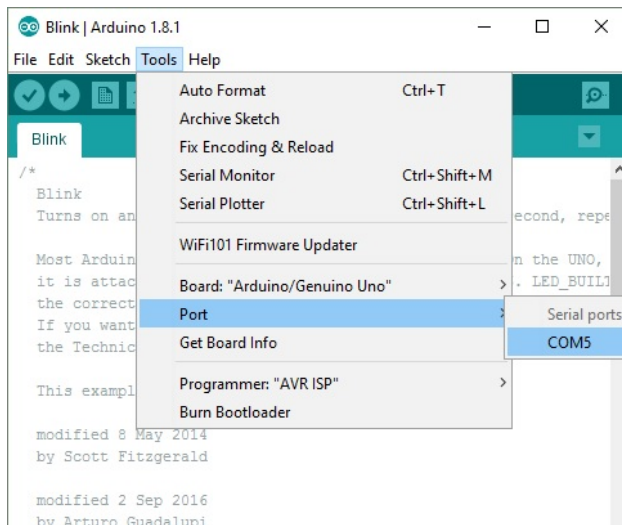 Blink | Arduino 1.8.1
File Edit Sketch Tools Help
Auto Format Ctrl+T
Archive Sketch
Fix Encoding & Reload
Serial Monitor Ctrl+Shift+M
Serial Plotter Ctrl+Shift+L
WiFi101 Firmware Updater
Board: "Arduino/Genuino Uno"
Port
Serial ports
COM5
Get Board Info
Programmer: "AVR ISP"
Burn Bootloader
Blink
/*
Blink
Turns on an econd, repe
Most Arduin n the UNO,
it is attac . LED_BUILT
the correct
If you want
the Technic
This exampl
modified 8 May 2014
by Scott Fitzgerald
modified 2 Sep 2016
by Arturo Guadalupi